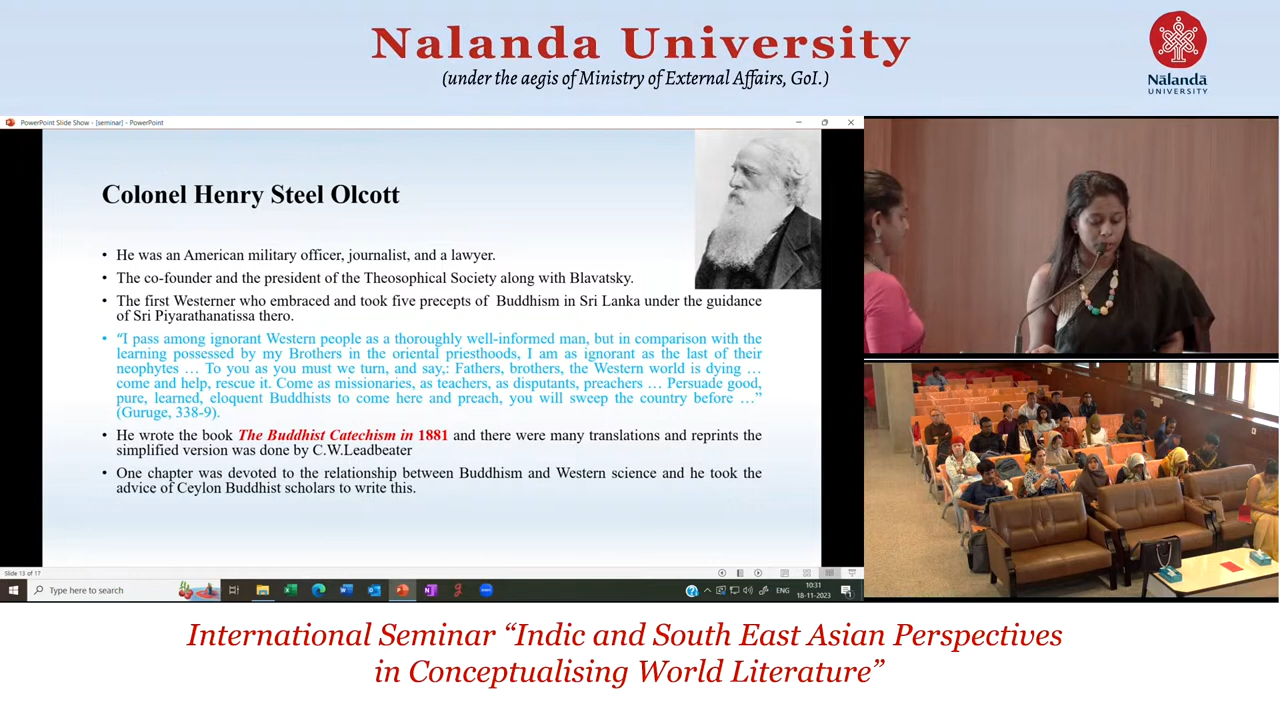 Nalanda University
(under the aegis of Ministry of External Affairs, GoI.)
Nālandā
UNIVERSITY
PowerPoint Slide Show - [seminar] - PowerPoint
Colonel Henry Steel Olcott
• He was an American military officer, journalist, and a lawyer.
• The co-founder and the president of the Theosophical Society along with Blavatsky.
• The first Westerner who embraced and took five precepts of Buddhism in Sri Lanka under the guidance
of Sri Piyarathanatissa thero.
• “I pass among ignorant Western people as a thoroughly well-informed man, but in comparison with the
learning possessed by my Brothers in the oriental priesthoods, I am as ignorant as the last of their
neophytes … To you as you must we turn, and say,: Fathers, brothers, the Western world is dying …
come and help, rescue it. Come as missionaries, as teachers, as disputants, preachers … Persuade good,
pure, learned, eloquent Buddhists to come here and preach, you will sweep the country before …”
(Guruge, 338-9).
• He wrote the book The Buddhist Catechism in 1881 and there were many translations and reprints the
simplified version was done by C.W.Leadbeater
• One chapter was devoted to the relationship between Buddhism and Western science and he took the
advice of Ceylon Buddhist scholars to write this.
Slide 13 of 17
Type here to search
ENG
10:31
18-11-2023
International Seminar “Indic and South East Asian Perspectives
in Conceptualising World Literature”